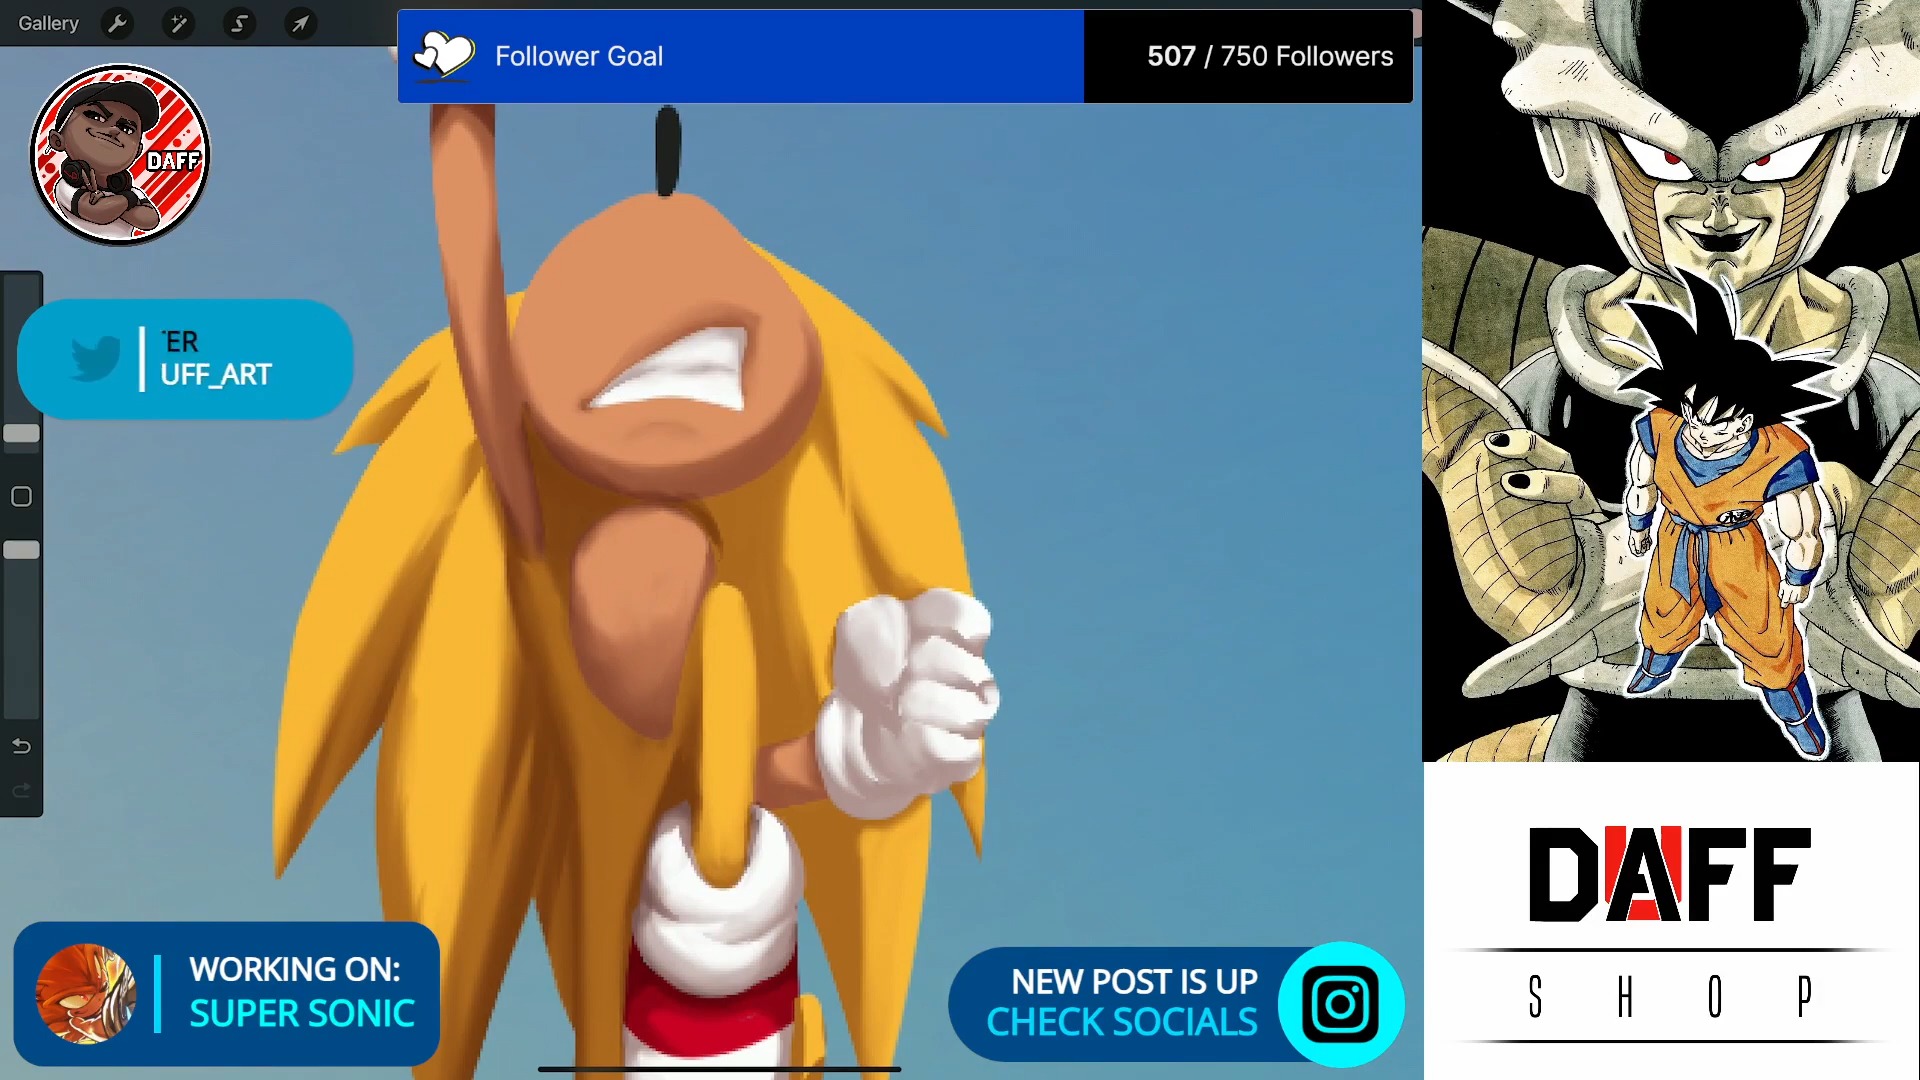 Gallery
Follower Goal
507 / 750 Followers
DAFF
ER
UFF_ART
WORKING ON:
SUPER SONIC
NEW POST IS UP
CHECK SOCIALS
DAFF
SHOP